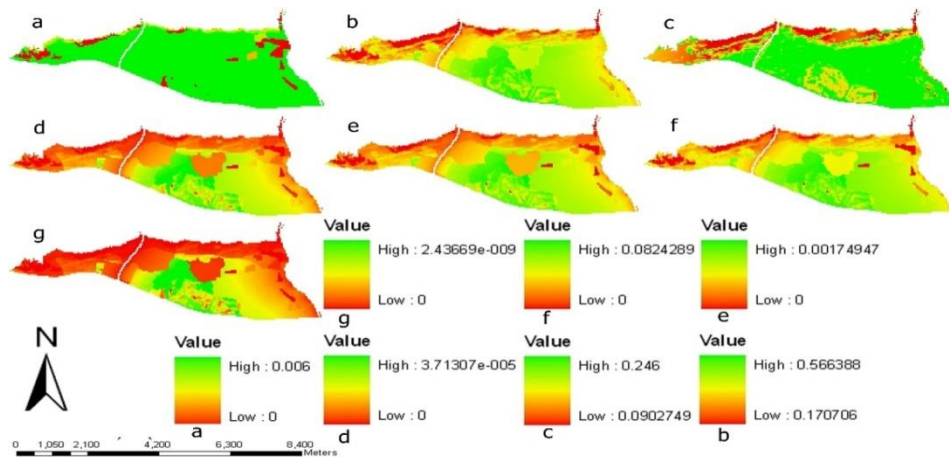 a
b
c
d
e
f
g
Value
High : 2.43669e-009
Low : 0
g
Value
High : 0.0824289
Low : 0
f
Value
High : 0.00174947
Low : 0
e
N
Value
High : 0.006
Low : 0
a
Value
High : 3.71307e-005
Low : 0
d
Value
High : 0.246
Low : 0.0902749
c
Value
High : 0.566388
Low : 0.170706
b
0 1,050 2,100 4,200 6,300 8,400
Meters